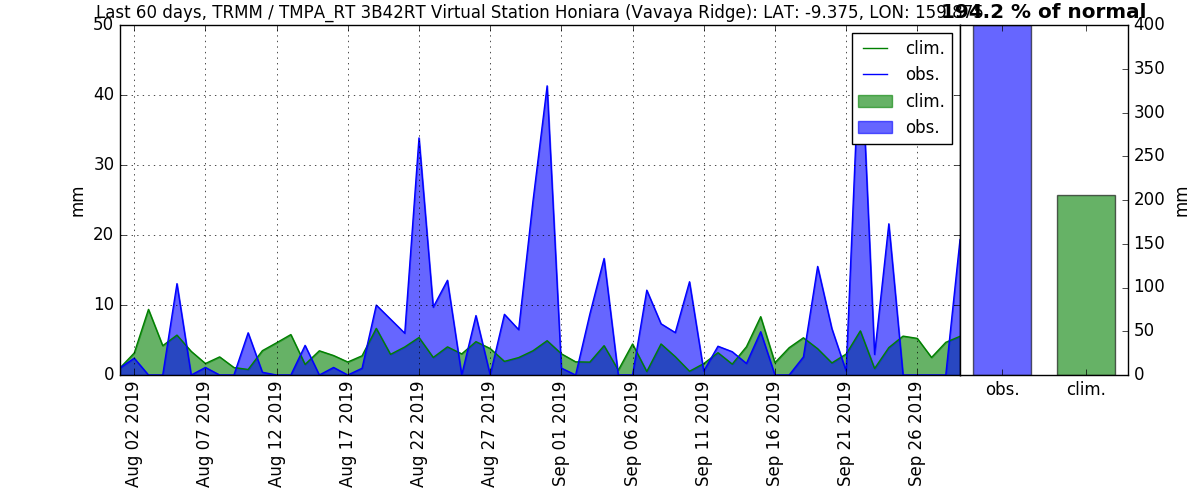 Last 60 days, TRMM / TMPA_RT 3B42RT Virtual Station Honiara (Vavaya Ridge): LAT: -9.375, LON:
194.2 % of normal
50
40
30
20
10
0
mm
clim.
obs.
clim.
obs.
400
350
300
250
200
150
100
50
0
mm
obs.
clim.
Aug 02 2019
Aug 07 2019
Aug 12 2019
Aug 17 2019
Aug 22 2019
Aug 27 2019
Sep 01 2019
Sep 06 2019
Sep 11 2019
Sep 16 2019
Sep 21 2019
Sep 26 2019